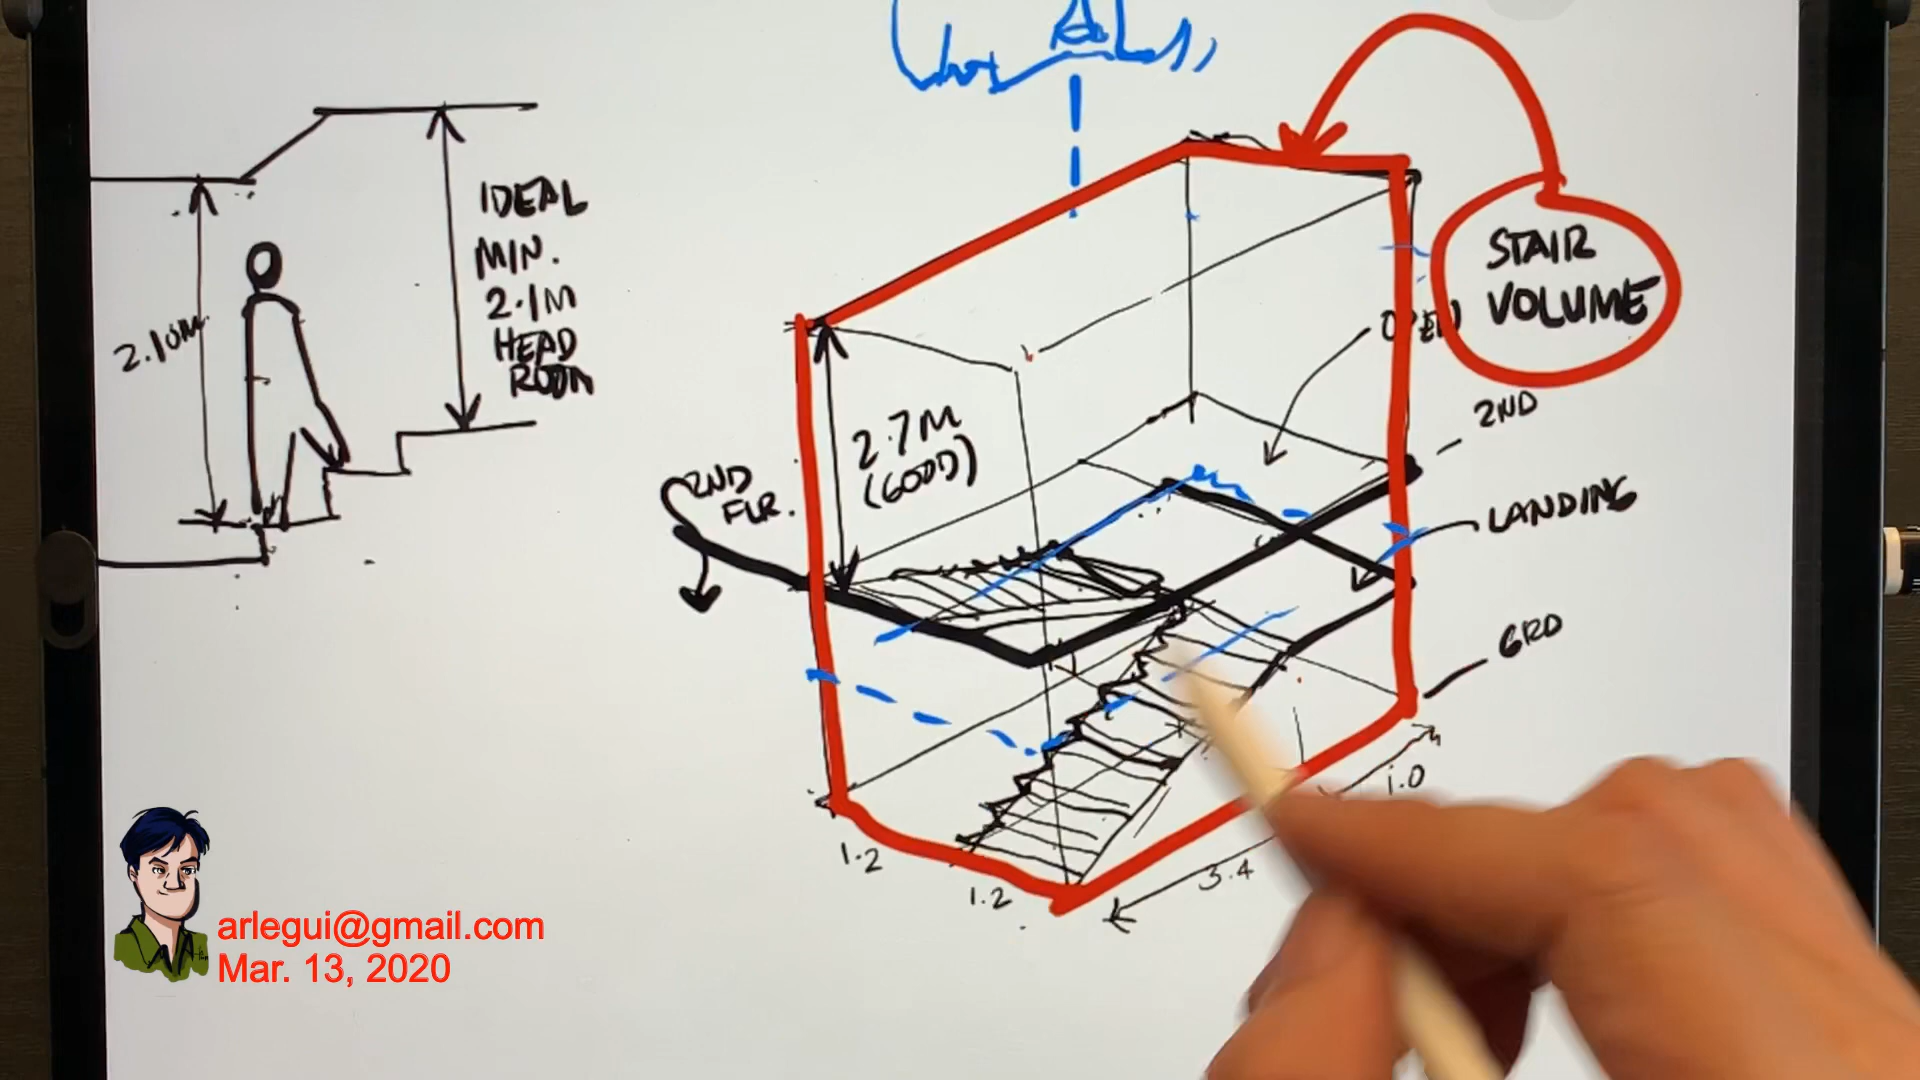 2.10M
IDEAL
MIN.
2.1M
HEAD
ROOM
STAIR
VOLUME
OPEN
2.7M
(GOOD)
2ND
FLR.
2ND
LANDING
GRD
1.0
3.4
1.2
1.2
arlegui@gmail.com
Mar. 13, 2020